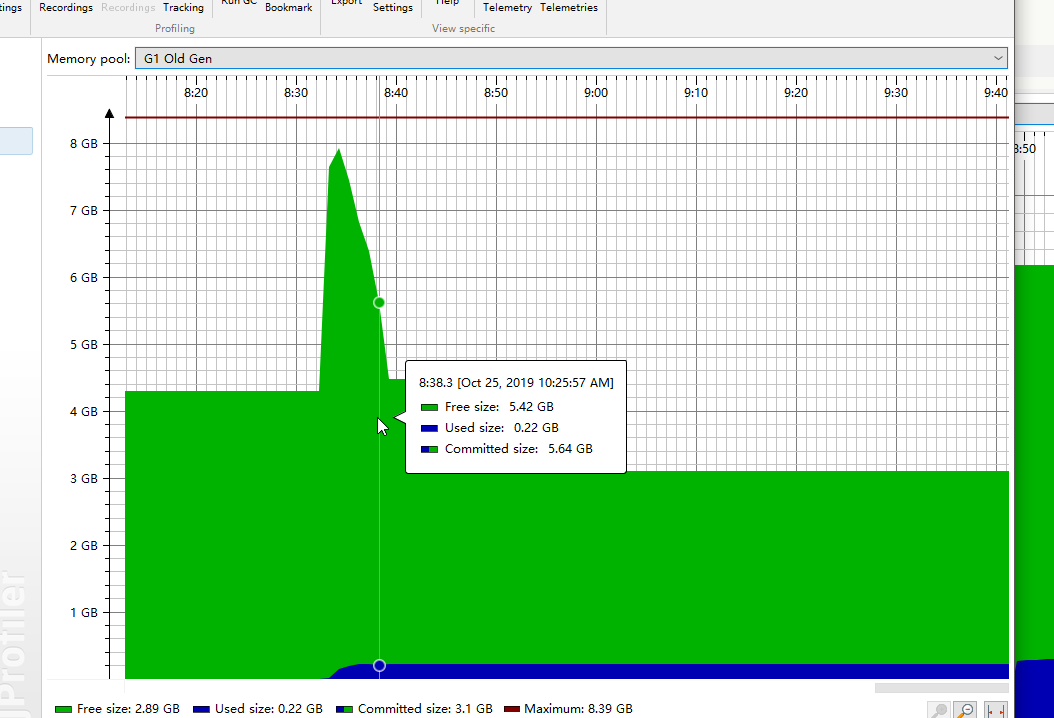 tings Recordings Recordings Tracking Run GC Bookmark Export Settings Help Telemetry Telemetries
Profiling View specific
Memory pool: G1 Old Gen
8:20 8:30 8:40 8:50 9:00 9:10 9:20 9:30 9:40
8 GB
7 GB
6 GB
5 GB
4 GB
3 GB
2 GB
1 GB
8:38.3 [Oct 25, 2019 10:25:57 AM]
Free size: 5.42 GB
Used size: 0.22 GB
Committed size: 5.64 GB
Free size: 2.89 GB Used size: 0.22 GB Committed size: 3.1 GB Maximum: 8.39 GB
:50
Profiler